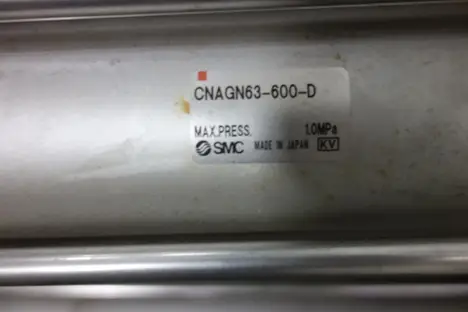 CNAGN63-600-D
MAX.PRESS. 1.0MPa
SMC MADE IN JAPAN KV